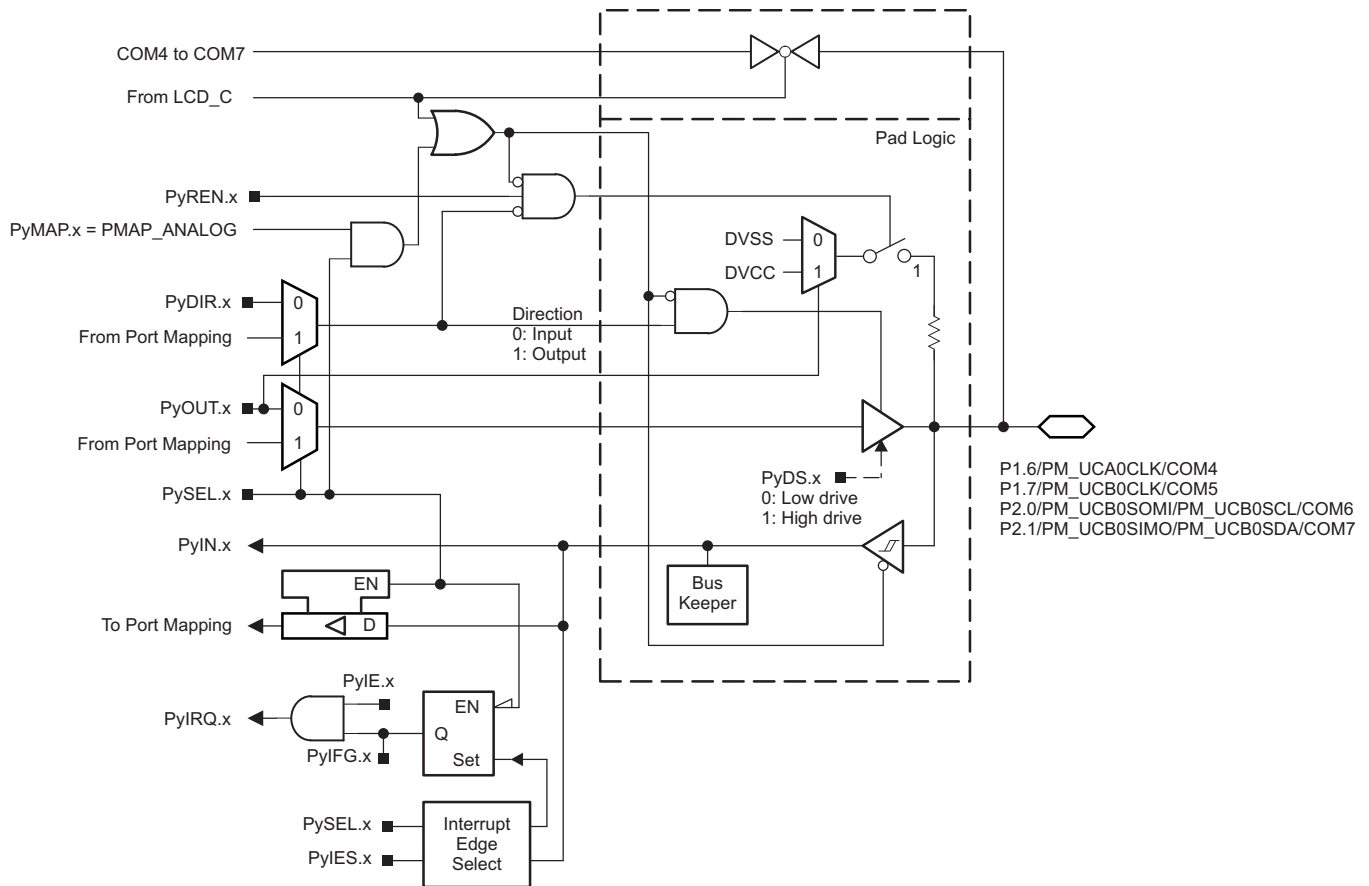 COM4 to COM7
From LCD_C
Pad Logic
PyREN.x
PyMAP.x = PMAP_ANALOG
DVSS
0
DVCC
1
1
PyDIR.x
0
From Port Mapping
1
Direction
0: Input
1: Output
PyOUT.x
0
From Port Mapping
1
PySEL.x
PyDS.x
0: Low drive
1: High drive
P1.6/PM_UCA0CLK/COM4
P1.7/PM_UCB0CLK/COM5
P2.0/PM_UCB0SOMI/PM_UCB0SCL/COM6
P2.1/PM_UCB0SIMO/PM_UCB0SDA/COM7
PyIN.x
Bus
Keeper
EN
To Port Mapping
D
PyIE.x
EN
PyIRQ.x
Q
PyIFG.x
Set
PySEL.x
PyIES.x
Interrupt
Edge
Select